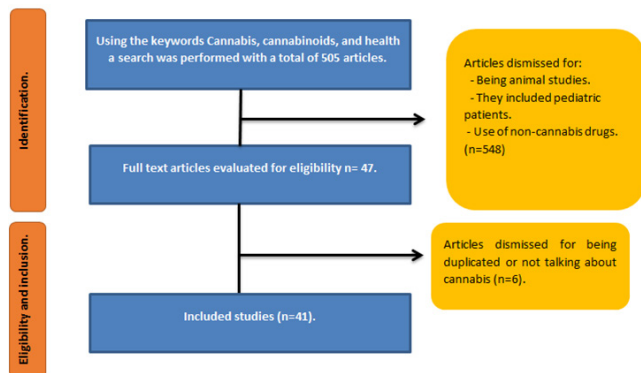 Identification.
Using the keywords Cannabis, cannabinoids, and health
a search was performed with a total of 505 articles.
Articles dismissed for:
- Being animal studies.
- They included pediatric
patients.
- Use of non-cannabis drugs.
(n=548)
Full text articles evaluated for eligibility n= 47.
Eligibility and inclusion.
Articles dismissed for being
duplicated or not talking about
cannabis (n=6).
Included studies (n=41).